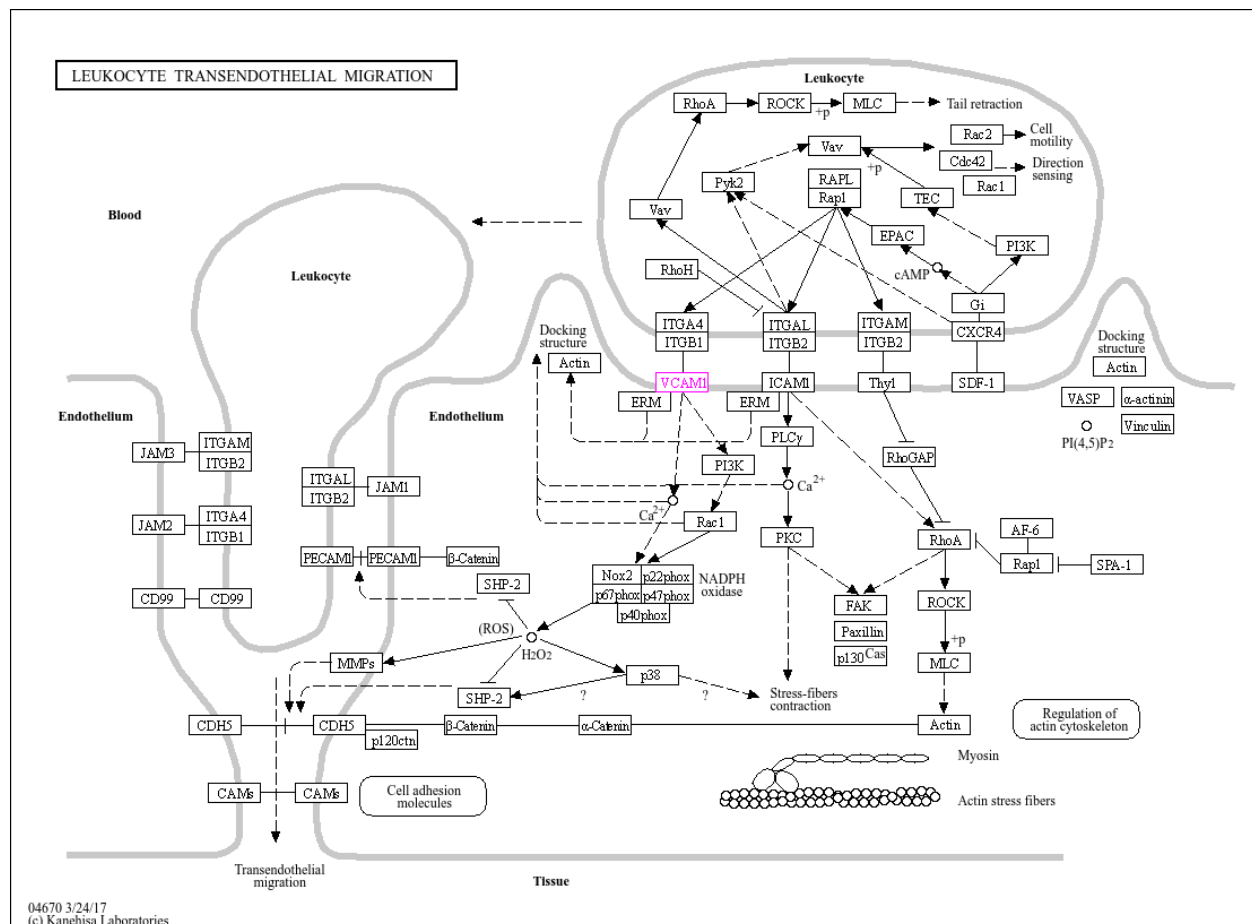 LEUKOCYTE TRANSENDOTHELIAL MIGRATION
Leukocyte
RhoA
ROCK
+p
MLC
Tail retraction
Rac2
Cell
motility
Vav
+p
Cdc42
Direction
sensing
Rac1
Pyk2
RAPL
Rap1
TEC
Vav
EPAC
PI3K
cAMP
RhoH
Gi
Blood
Leukocyte
ITGA4
ITGB1
ITGAL
ITGB2
ITGAM
ITGB2
CXCR4
Docking
structure
Actin
VCAM1
ICAM1
Thy1
SDF-1
Docking
structure
Actin
VASP
α-actinin
PI(4,5)P2
Vinculin
Endothelium
Endothelium
ERM
ERM
PLCγ
PI3K
RhoGAP
JAM3
ITGAM
ITGB2
ITGAL
ITGB2
JAM1
Ca2+
Ca2+
Rac1
JAM2
ITGA4
ITGB1
PKC
RhoA
AF-6
Rap1
SPA-1
PECAM1
PECAM1
β-Catenin
SHP-2
Nox2
p22phox
p67phox
p47phox
p40phox
NADPH
oxidase
CD99
CD99
FAK
Paxillin
p130Cas
ROCK
+p
MLC
(ROS)
H2O2
MMPs
p38
SHP-2
?
?
Stress-fibers
contraction
CDH5
CDH5
p120ctn
β-Catenin
α-Catenin
Actin
Regulation of
actin cytoskeleton
Myosin
CAMs
CAMs
Cell adhesion
molecules
Actin stress fibers
Transendothelial
migration
Tissue
04670 3/24/17
(c) Kanehisa Laboratories